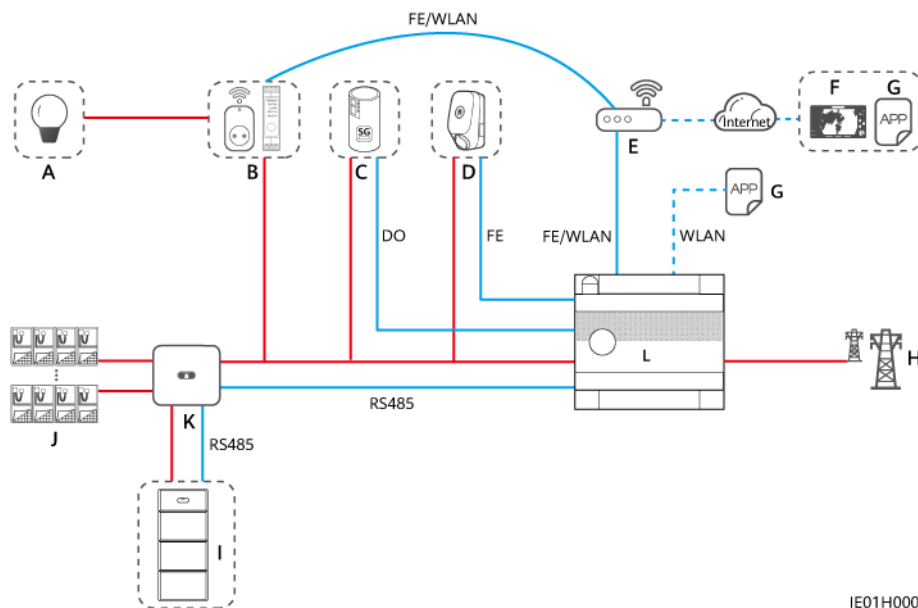 FE/WLAN
A
B
SG
C
D
E
Internet
F
G
APP
APP
G
DO
FE
FE/WLAN
WLAN
L
H
J
K
RS485
RS485
I
IE01H000